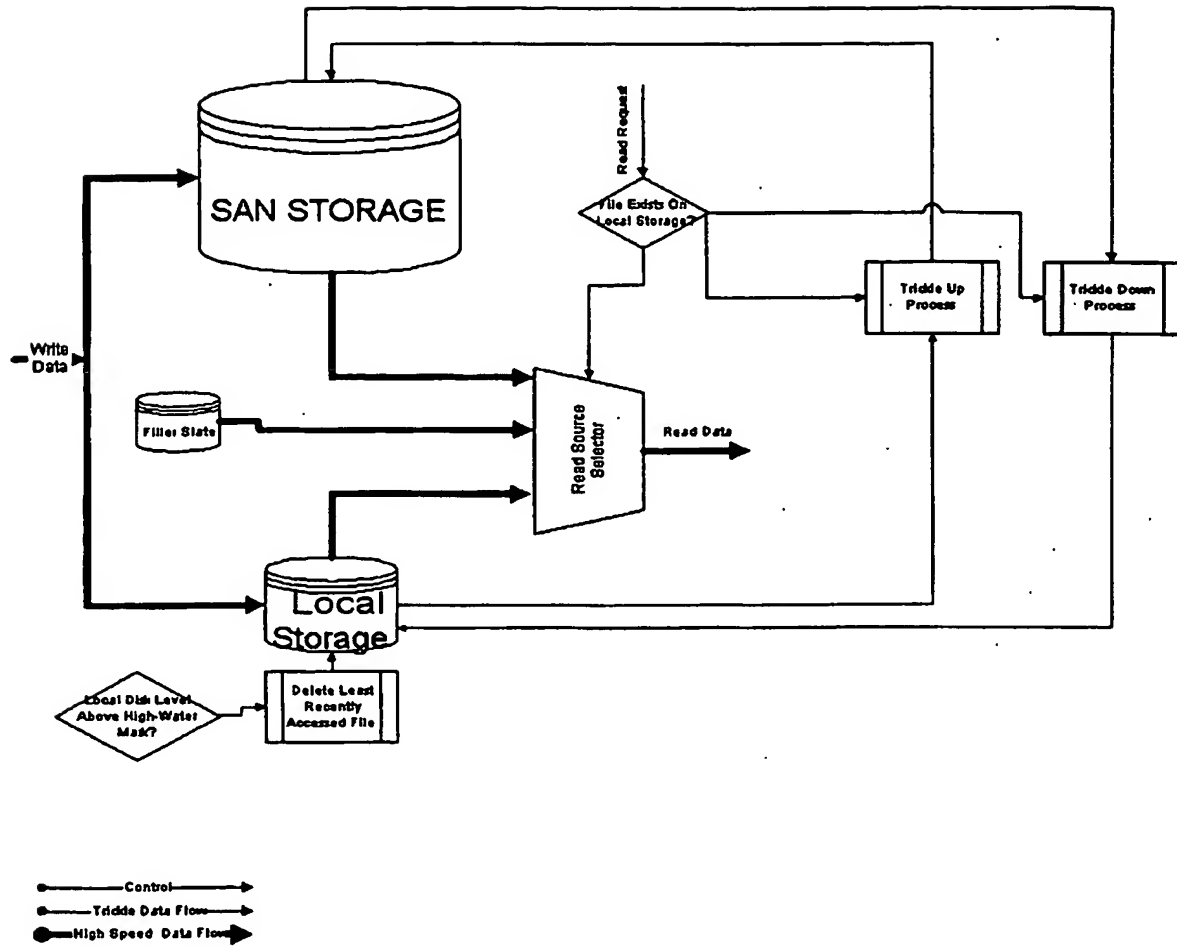 Read Request
SAN STORAGE
File Exists On
Local Storage?
Trickle Up
Process
Trickle Down
Process
Write
Data
Filler Slate
Read Source
Selector
Read Data
Local
Storage
Local Disk Level
Above High-Water
Mark?
Delete Least
Recently
Accessed File
Control
Trickle Data Flow
High Speed Data Flow